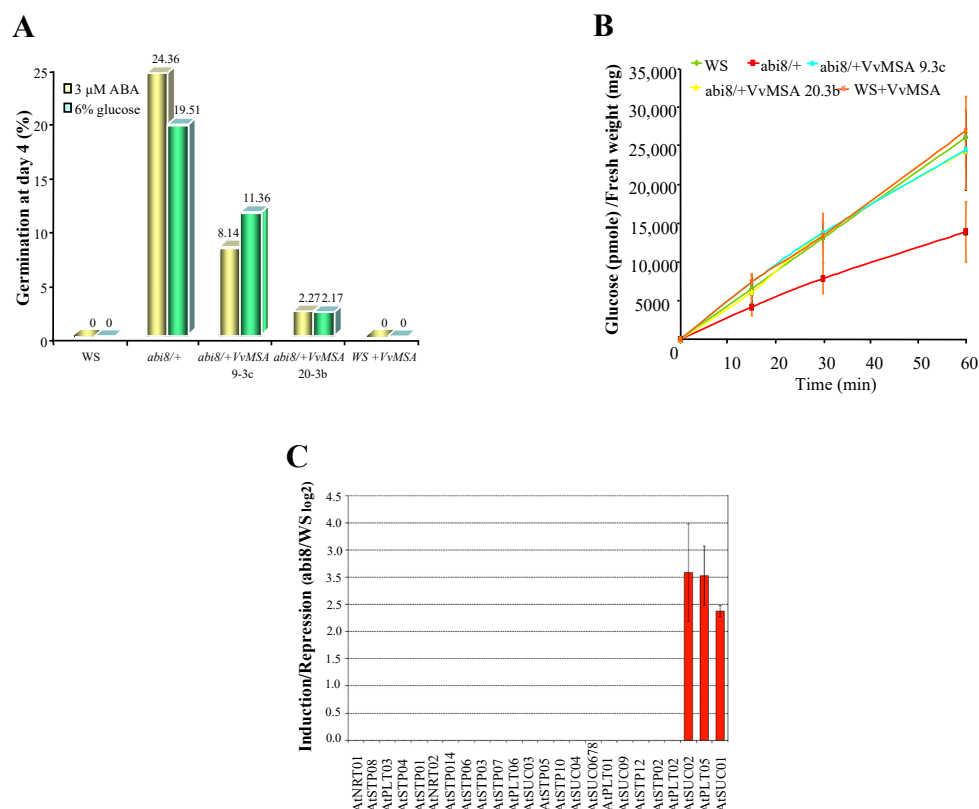 A
24.36
25
3 µM ABA
6% glucose
19.51
20
15
11.36
10
8.14
5
2.27
2.17
0
0
0
0
0
Germination at day 4 (%)
WS
abi8/+
abi8/+VvMSA
9-3c
abi8/+VvMSA
20-3b
WS +VvMSA
B
WS
abi8/+
abi8/+VvMSA 9.3c
abi8/+VvMSA 20.3b
WS+VvMSA
35,000
30,000
25,000
20,000
15,000
10,000
5000
0
10
20
30
40
50
60
Glucose (pmole) /Fresh weight (mg)
Time (min)
C
Induction/Repression (abi8/WS log2)
4.5
4.0
3.0
3.5
2.5
2.0
1.5
1.0
0.5
0.0
AtNRT01
AtSTP08
AtPLT03
AtSTP04
AtSTP01
AtNRT02
AtSTP014
AtSTP06
AtSTP03
AtSTP07
AtPLT06
AtSUC03
AtSTP05
AtSTP10
AtSUC04
AtSUC0678
AtPLT01
AtSUC09
AtSTP12
AtSTP02
AtPLT02
AtSUC02
AtPLT05
AtSUC01